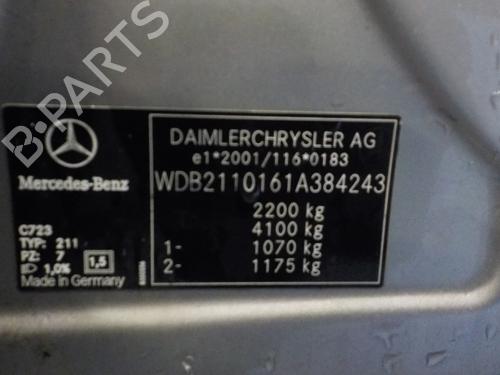 B-PARTS
Mercedes-Benz
C723
TYP: 211
PZ: 7
1,0% 1,5
Made in Germany
DAIMLERCHRYSLER AG
e1*2001/116*0183
WDB2110161A384243
2200 kg
4100 kg
1- 1070 kg
2- 1175 kg